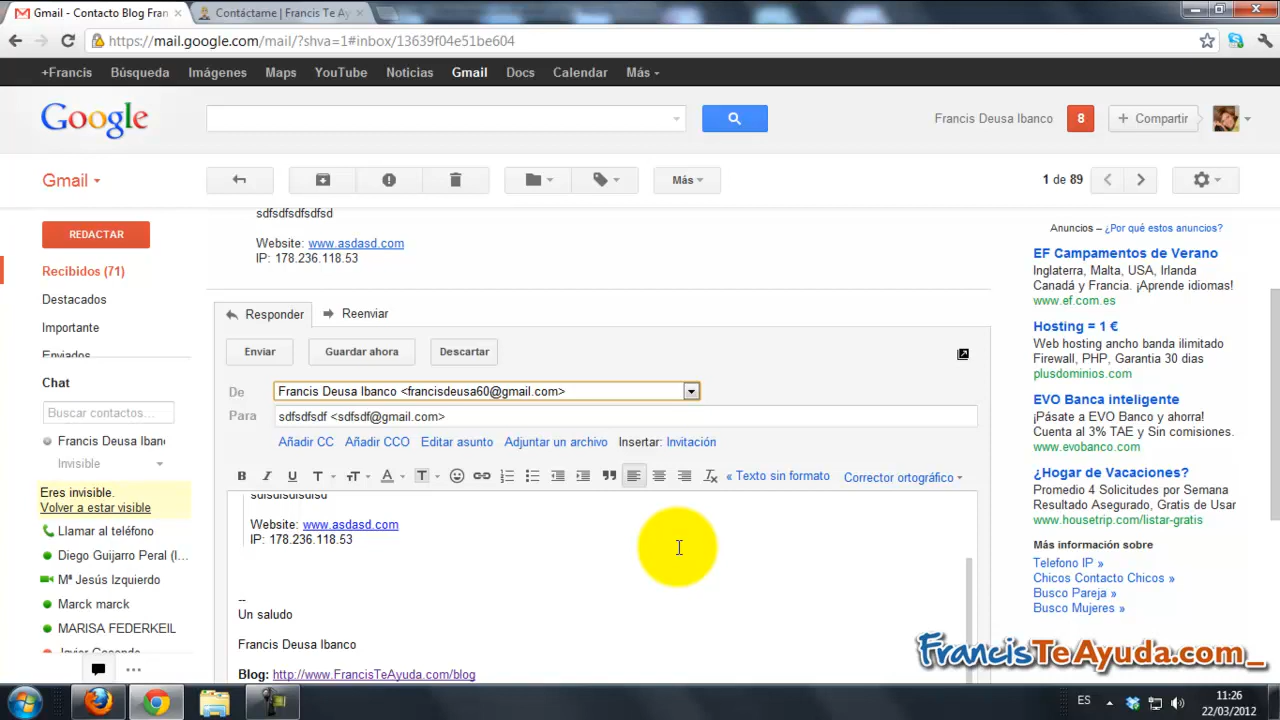 Gmail - Contacto Blog Fran
Contáctame | Francis Te Ay
https://mail.google.com/mail/?shva=1#inbox/13639f04e51be604
+Francis Búsqueda Imágenes Maps YouTube Noticias Gmail Docs Calendar Más
Google
Francis Deusa Ibanco 8 + Compartir
Gmail
Más
1 de 89
REDACTAR
Recibidos (71)
Destacados
Importante
Enviados
Chat
Buscar contactos...
Francis Deusa Iban
Invisible
Eres invisible.
Volver a estar visible
Llamar al teléfono
Diego Guijarro Peral (I...
Mª Jesús Izquierdo
Marck marck
MARISA FEDERKEIL
sdfsdfsdfsdfsd
Website: www.asdasd.com
IP: 178.236.118.53
Responder Reenviar
Enviar Guardar ahora Descartar
De Francis Deusa Ibanco <francisdeusa60@gmail.com>
Para sdfsdfsdf <sdfsdf@gmail.com>
Añadir CC Añadir CCO Editar asunto Adjuntar un archivo Insertar: Invitación
B I U T T A T « Texto sin formato Corrector ortográfico
Website: www.asdasd.com
IP: 178.236.118.53
--
Un saludo
Francis Deusa Ibanco
Blog: http://www.FrancisTeAyuda.com/blog
Anuncios – ¿Por qué estos anuncios?
EF Campamentos de Verano
Inglaterra, Malta, USA, Irlanda
Canadá y Francia. ¡Aprende idiomas!
www.ef.com.es
Hosting = 1 €
Web hosting ancho banda ilimitado
Firewall, PHP, Garantia 30 dias
plusdominios.com
EVO Banca inteligente
¡Pásate a EVO Banco y ahorra!
Cuenta al 3% TAE y Sin comisiones.
www.evobanco.com
¿Hogar de Vacaciones?
Promedio 4 Solicitudes por Semana
Resultado Asegurado, Gratis de Usar
www.housetrip.com/listar-gratis
Más información sobre
Telefono IP »
Chicos Contacto Chicos »
Busco Pareja »
Busco Mujeres »
FrancisTeAyuda.com_
ES
11:26
22/03/2012